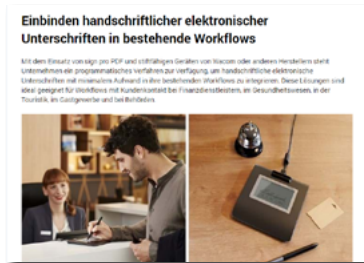 Einbinden handschriftlicher elektronischer
Unterschriften in bestehende Workflows
Mit dem Einsatz von sign pro PDF und stiftfähigen Geräten von Wacom oder anderen Herstellern steht
Unternehmen ein programmatisches Verfahren zur Verfügung, um handschriftliche elektronische
Unterschriften mit minimalem Aufwand in ihre bestehenden Workflows zu integrieren. Diese Lösungen sind
ideal geeignet für Workflows mit Kundenkontakt bei Finanzdienstleistern, im Gesundheitswesen, in der
Touristik, im Gastgewerbe und bei Behörden.